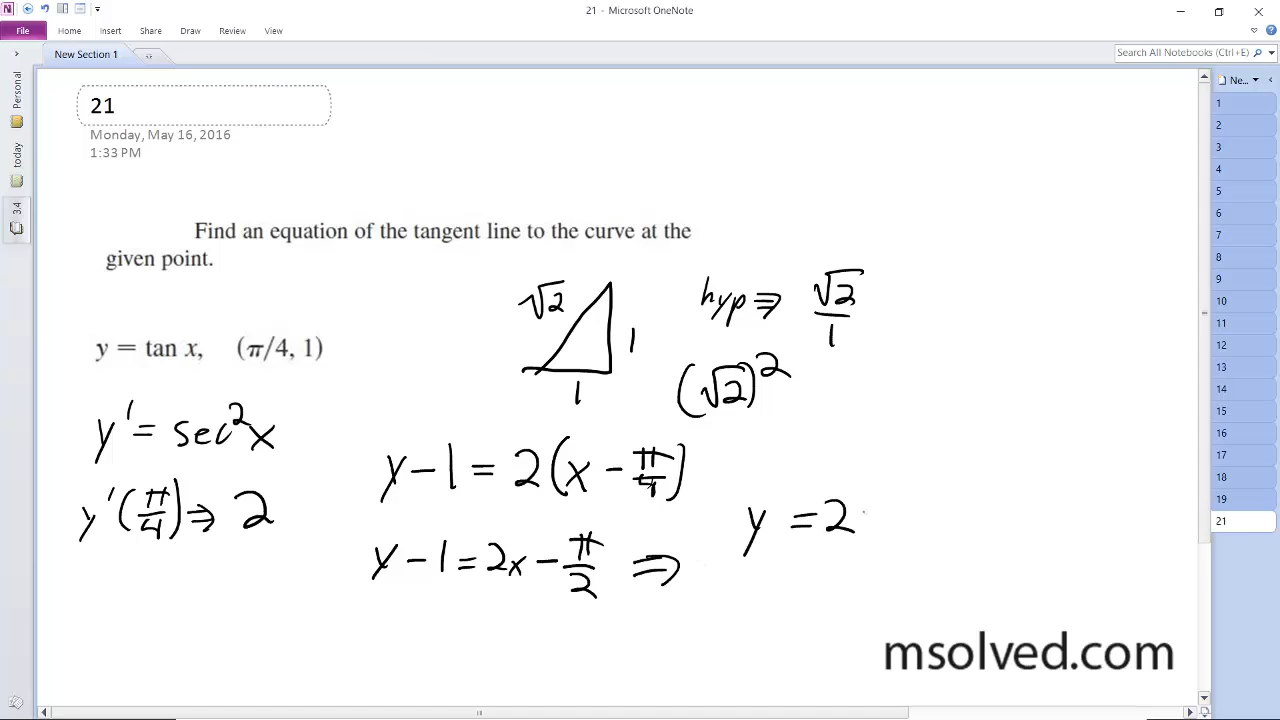 21 - Microsoft OneNote
File Home Insert Share Draw Review View
New Section 1
Search All Notebooks (Ctrl+E)
Personal
today
3.4
21
Monday, May 16, 2016
1:33 PM
Find an equation of the tangent line to the curve at the
given point.
y = tan x, (π/4, 1)
y' = sec²x
y'(π/4) ⇒ 2
√2
1
1
hyp ⇒ √2/1
(√2)²
y - 1 = 2(x - π/4)
y - 1 = 2x - π/2 ⇒
y = 2
msolved.com
Ne...
1
2
3
4
5
6
7
8
9
10
11
12
13
14
15
16
17
18
19
21